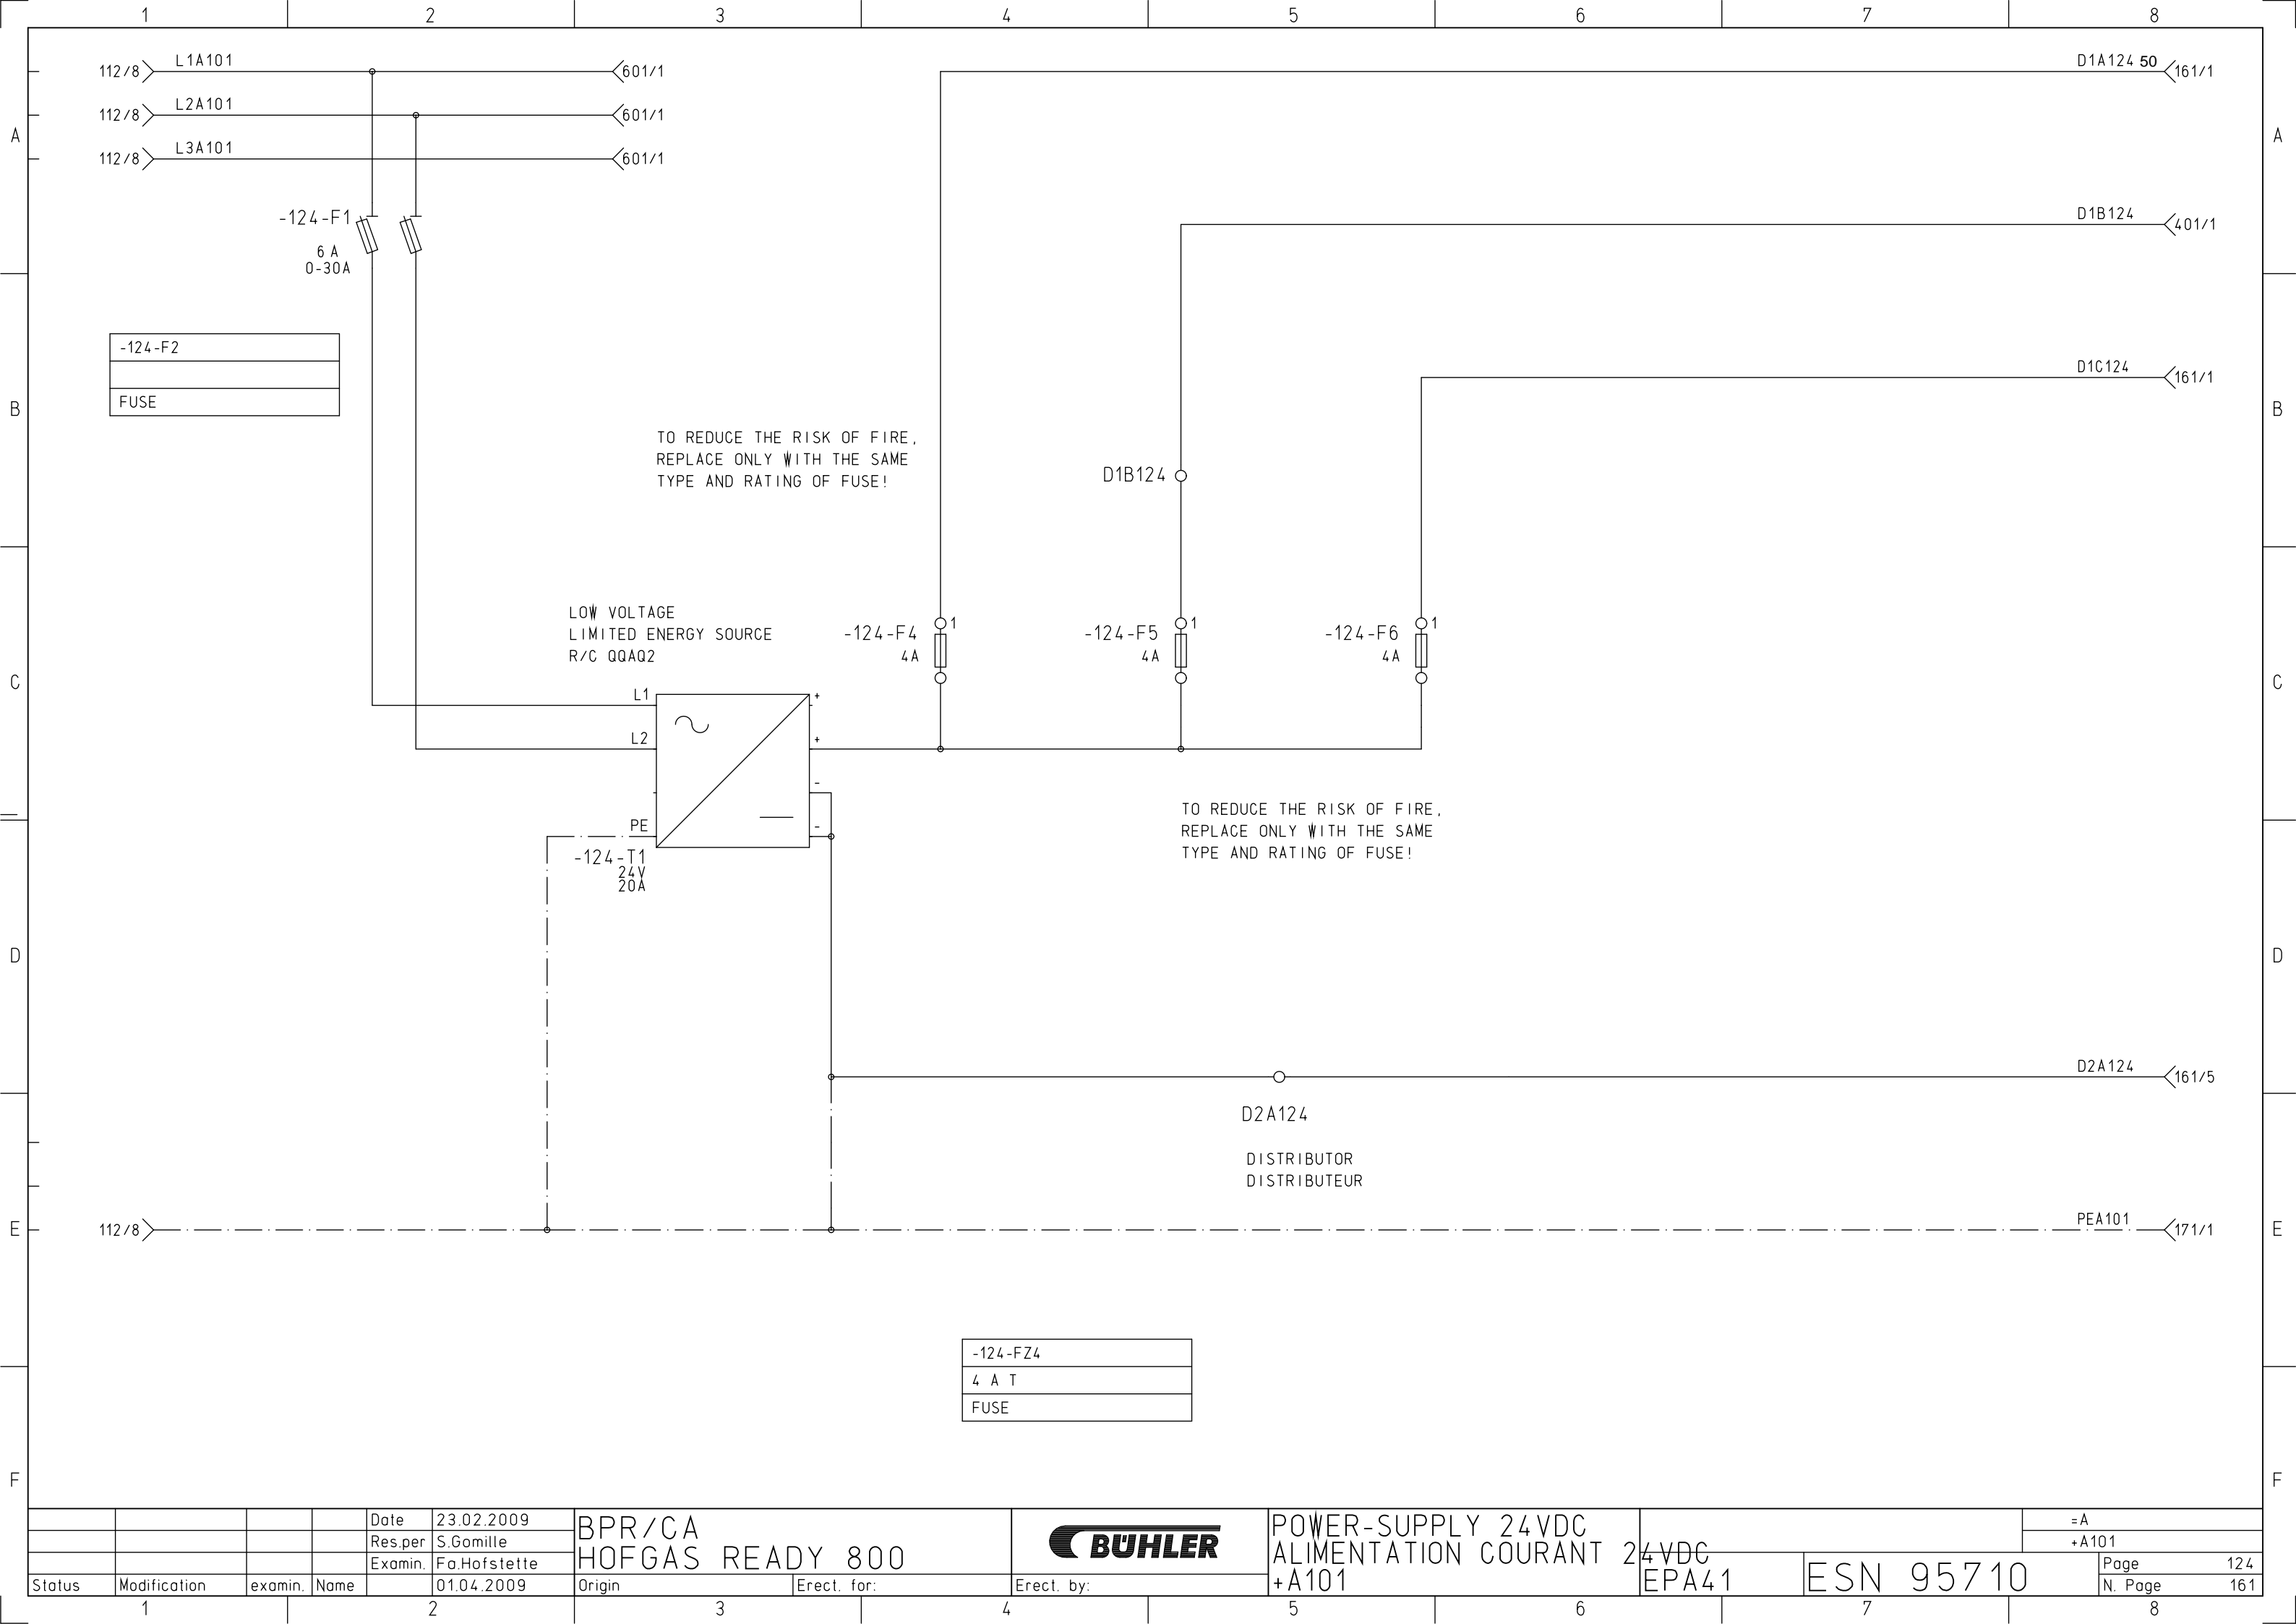 1 2 3 4 5 6 7 8
112/8 L1A101 601/1
D1A124 50 161/1
112/8 L2A101 601/1
A A
112/8 L3A101 601/1
-124-F1
6 A
0-30A
D1B124 401/1
-124-F2
FUSE
D1C124 161/1
B B
TO REDUCE THE RISK OF FIRE,
REPLACE ONLY WITH THE SAME
TYPE AND RATING OF FUSE!
D1B124
LOW VOLTAGE
LIMITED ENERGY SOURCE
R/C QQAQ2
-124-F4 1
4A
-124-F5 1
4A
-124-F6 1
4A
C C
L1 +
L2 +
-
PE -
-124-T1
24V
20A
TO REDUCE THE RISK OF FIRE,
REPLACE ONLY WITH THE SAME
TYPE AND RATING OF FUSE!
D D
D2A124 161/5
D2A124
DISTRIBUTOR
DISTRIBUTEUR
E 112/8 PEA101 171/1 E
-124-FZ4
4 A T
FUSE
F F
Date 23.02.2009
Res.per S.Gomille
Examin. Fa.Hofstette
Status Modification examin. Name 01.04.2009
BPR/CA
HOFGAS READY 800
Origin Erect. for: Erect. by:
BÜHLER
POWER-SUPPLY 24VDC
ALIMENTATION COURANT 24VDC
+A101
EPA41
ESN 95710
=A
+A101
Page 124
N. Page 161
1 2 3 4 5 6 7 8